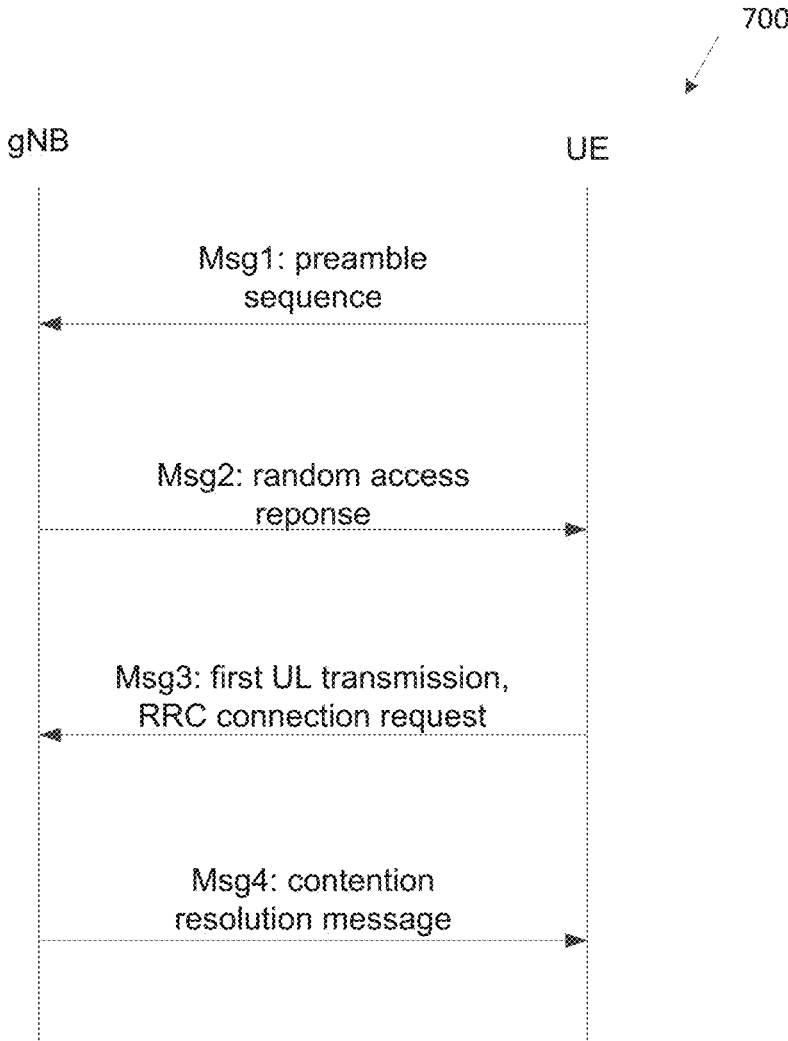 700
gNB
UE
Msg1: preamble
sequence
Msg2: random access
reponse
Msg3: first UL transmission,
RRC connection request
Msg4: contention
resolution message